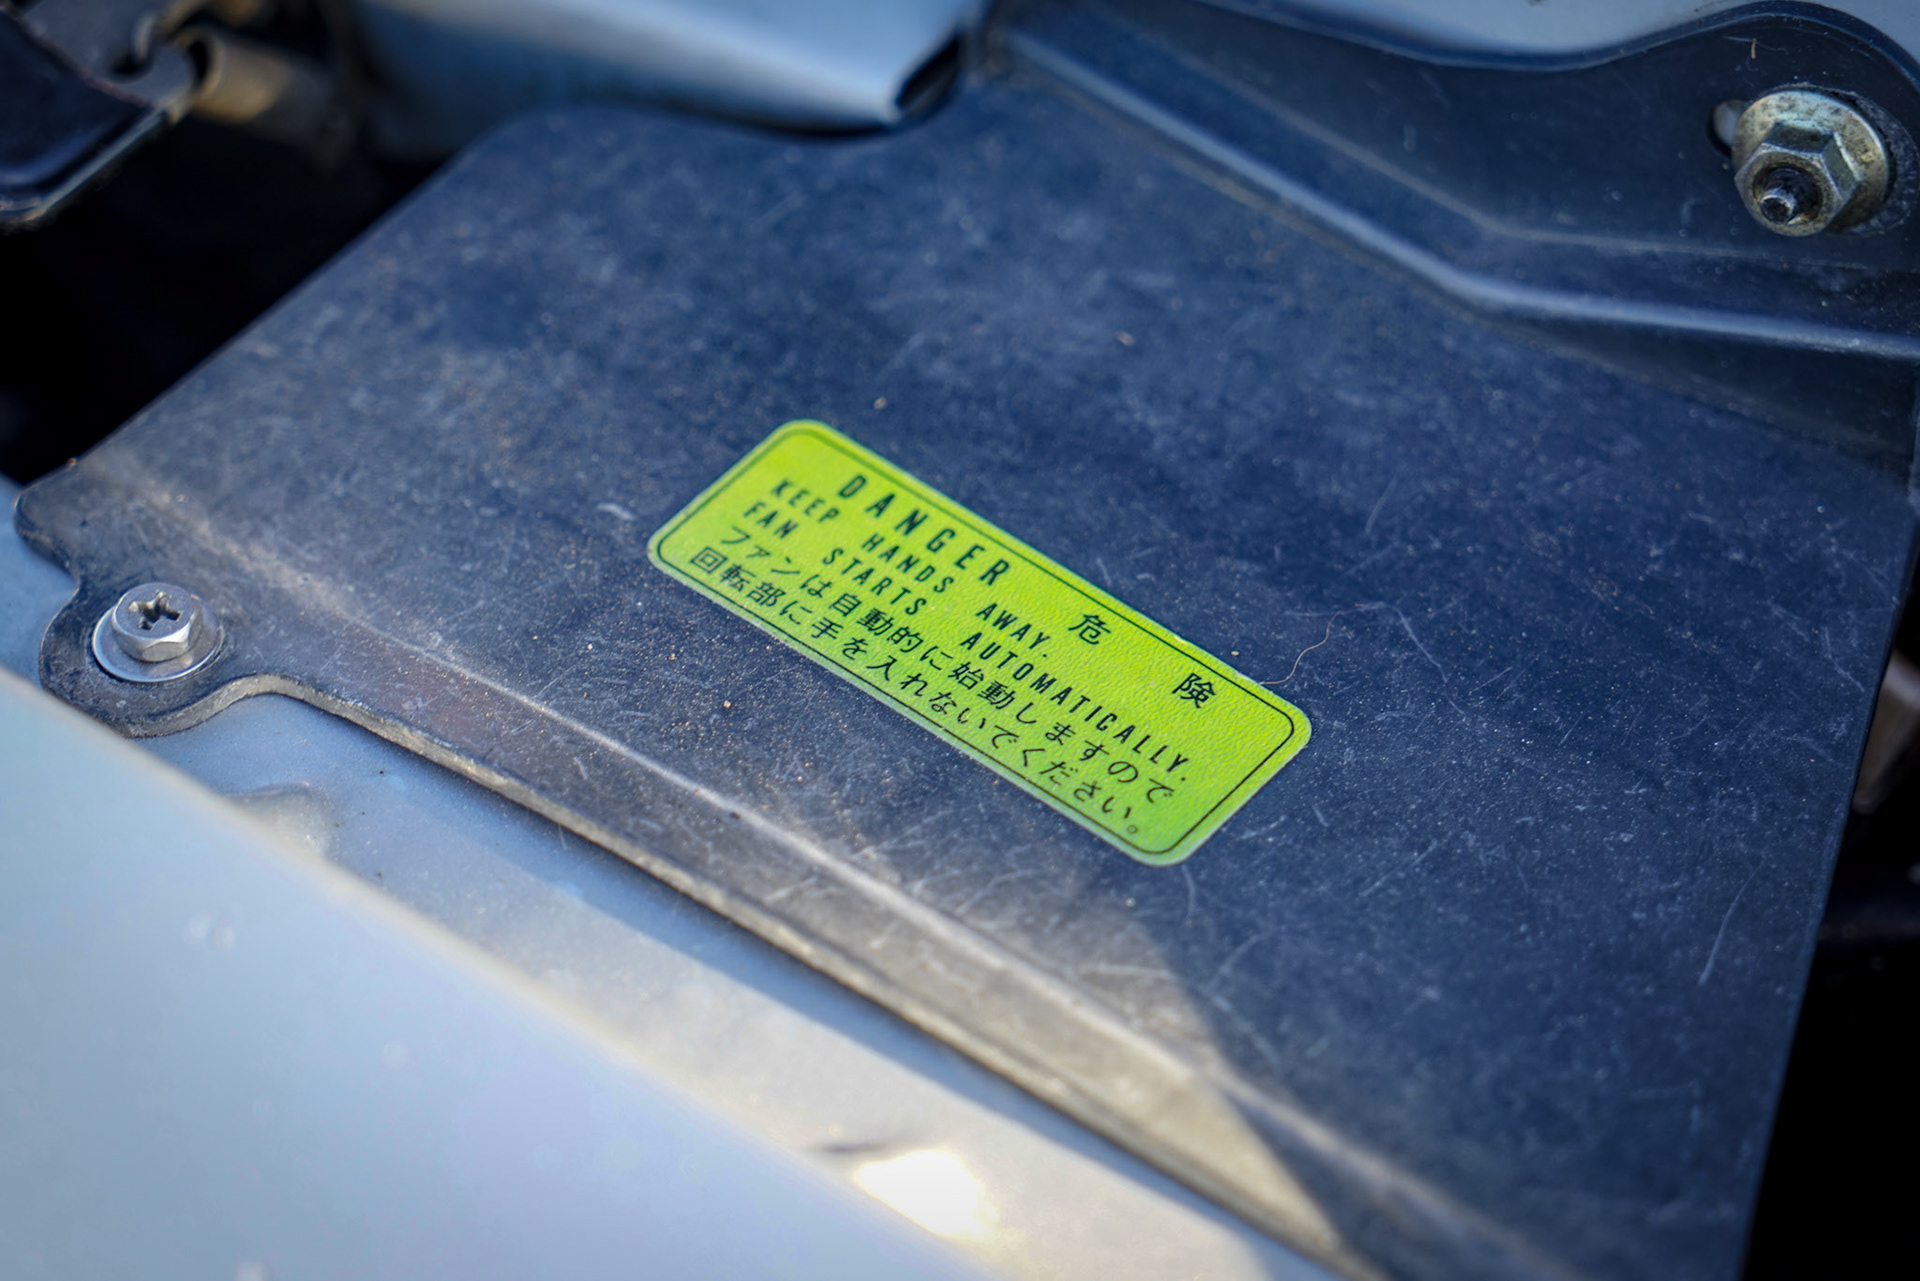 DANGER 危険
KEEP HANDS AWAY.
FAN STARTS AUTOMATICALLY.
ファンは自動的に始動しますので
回転部に手を入れないでください。